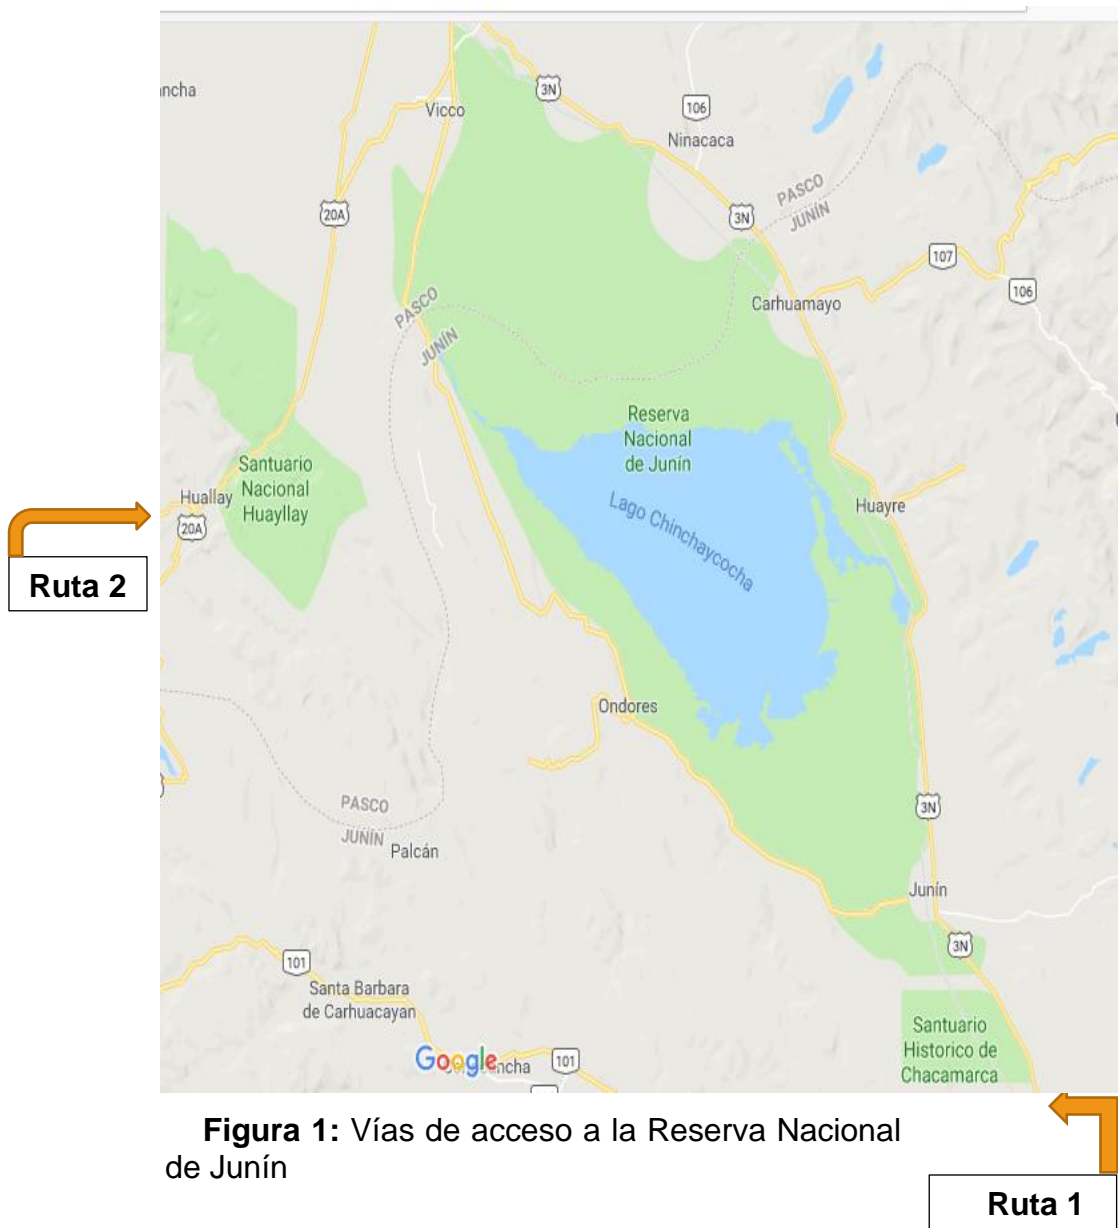 ancha
3N
Vicco
106
Ninacaca
PASCO
JUNÍN
20A
3N
107
106
Carhuamayo
PASCO
JUNÍN
Reserva
Nacional
de Junín
Santuario
Nacional
Huayllay
Huallay
20A
Lago Chinchaycocha
Huayre
Ruta 2
Ondores
PASCO
JUNÍN
Palcán
3N
Junín
3N
101
Santa Barbara
de Carhuacayan
Santuario
Historico de
Chacamarca
Google
ncha
101
Figura 1: Vías de acceso a la Reserva Nacional
de Junín
Ruta 1